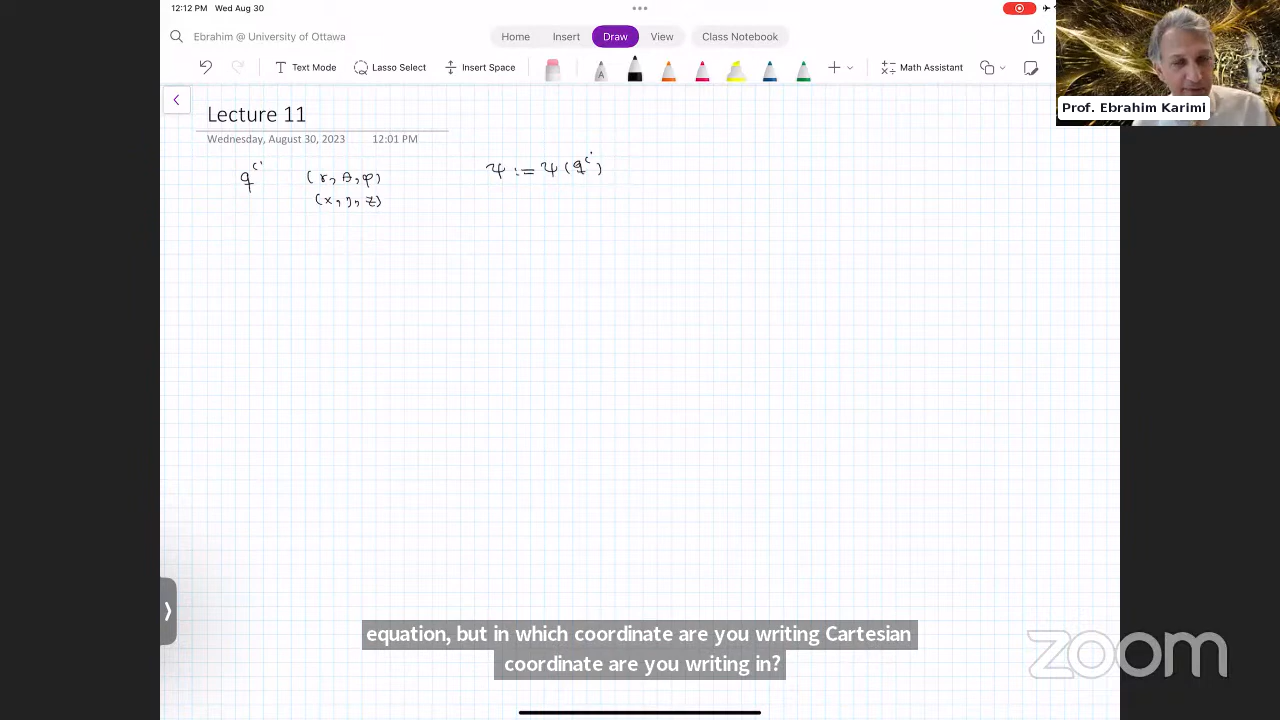 12:12 PM Wed Aug 30
Ebrahim @ University of Ottawa
Home Insert Draw View Class Notebook
Text Mode Lasso Select Insert Space A Math Assistant
Prof. Ebrahim Karimi
Lecture 11
Wednesday, August 30, 2023 12:01 PM
qⁱ (r, θ, φ) Ψ := Ψ(qⁱ)
(x, y, z)
equation, but in which coordinate are you writing Cartesian
coordinate are you writing in?
zoom